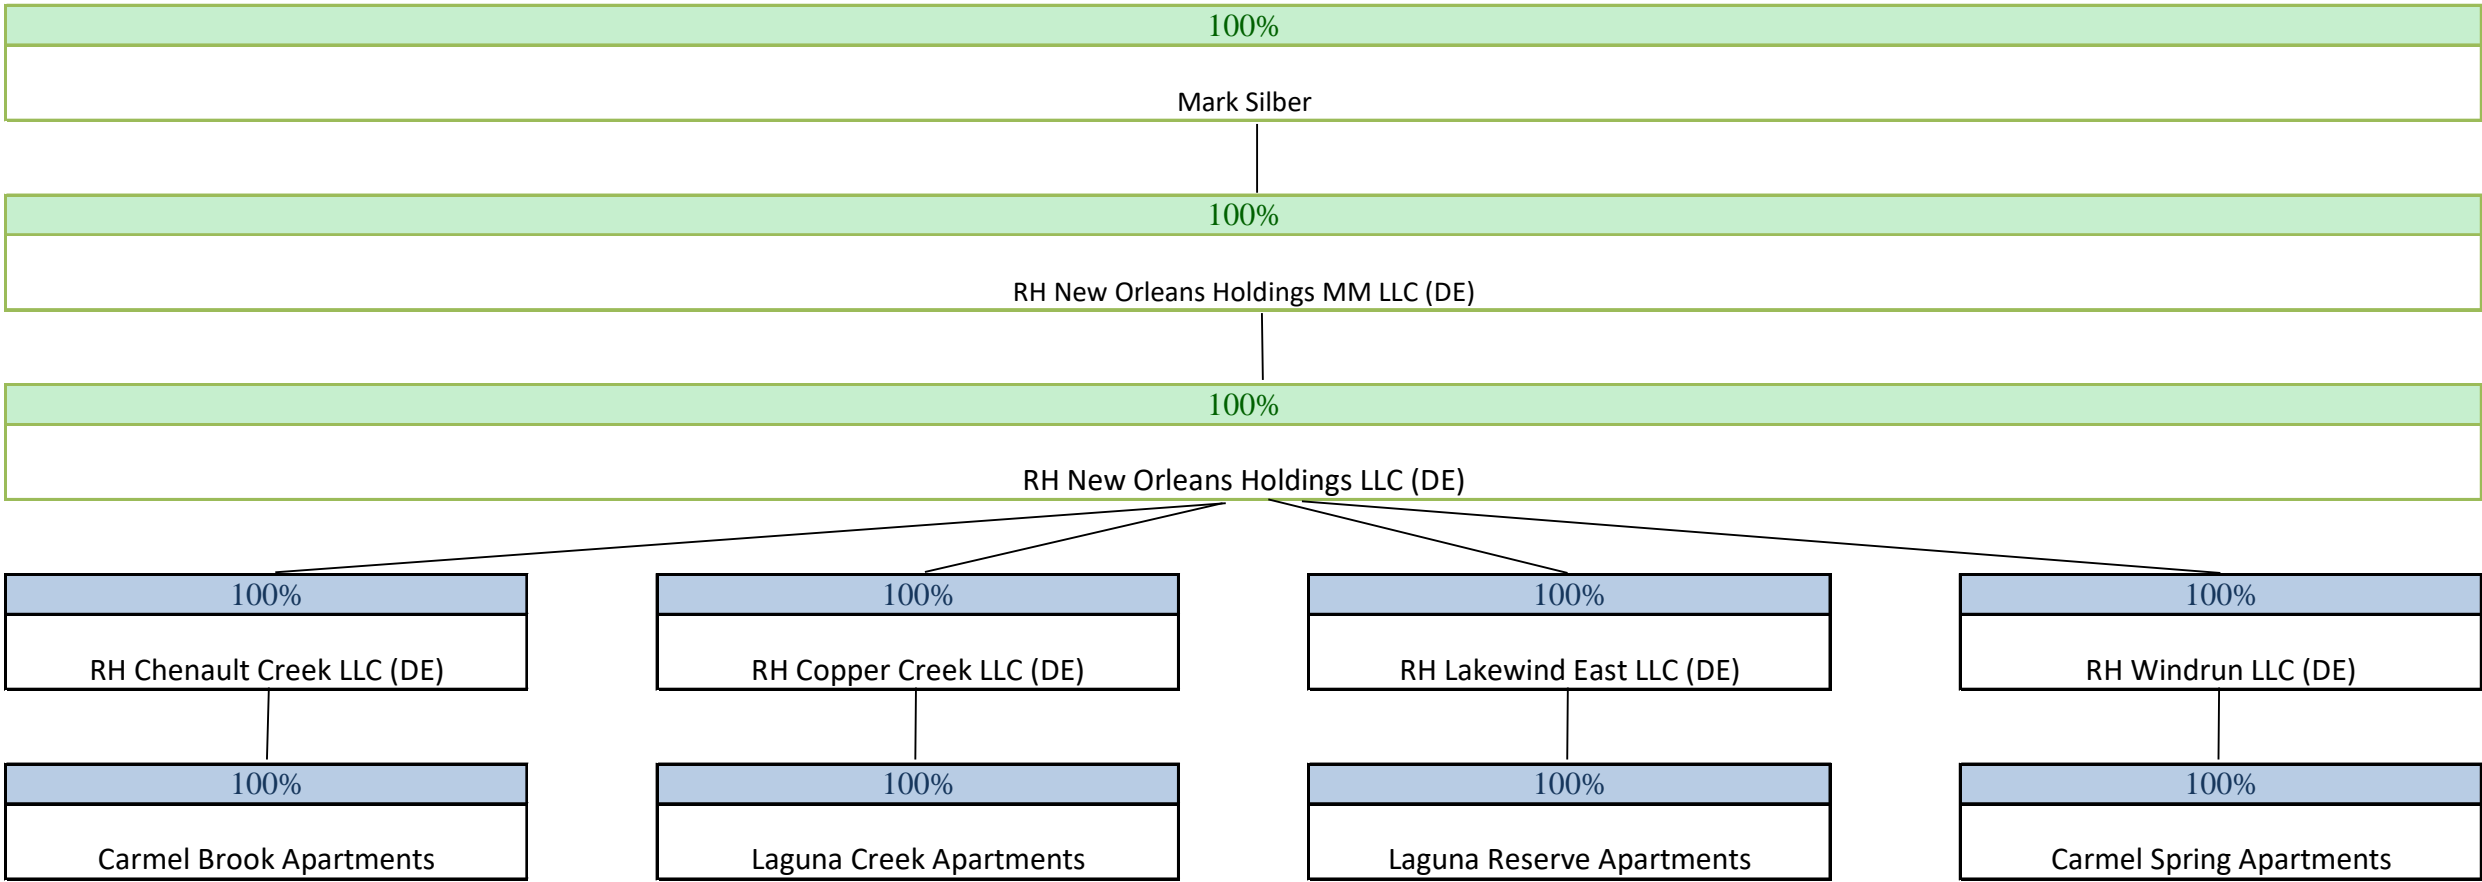 100%
Mark Silber
100%
RH New Orleans Holdings MM LLC (DE)
100%
RH New Orleans Holdings LLC (DE)
100%
100%
100%
100%
RH Chenault Creek LLC (DE)
RH Copper Creek LLC (DE)
RH Lakewind East LLC (DE)
RH Windrun LLC (DE)
100%
100%
100%
100%
Carmel Brook Apartments
Laguna Creek Apartments
Laguna Reserve Apartments
Carmel Spring Apartments